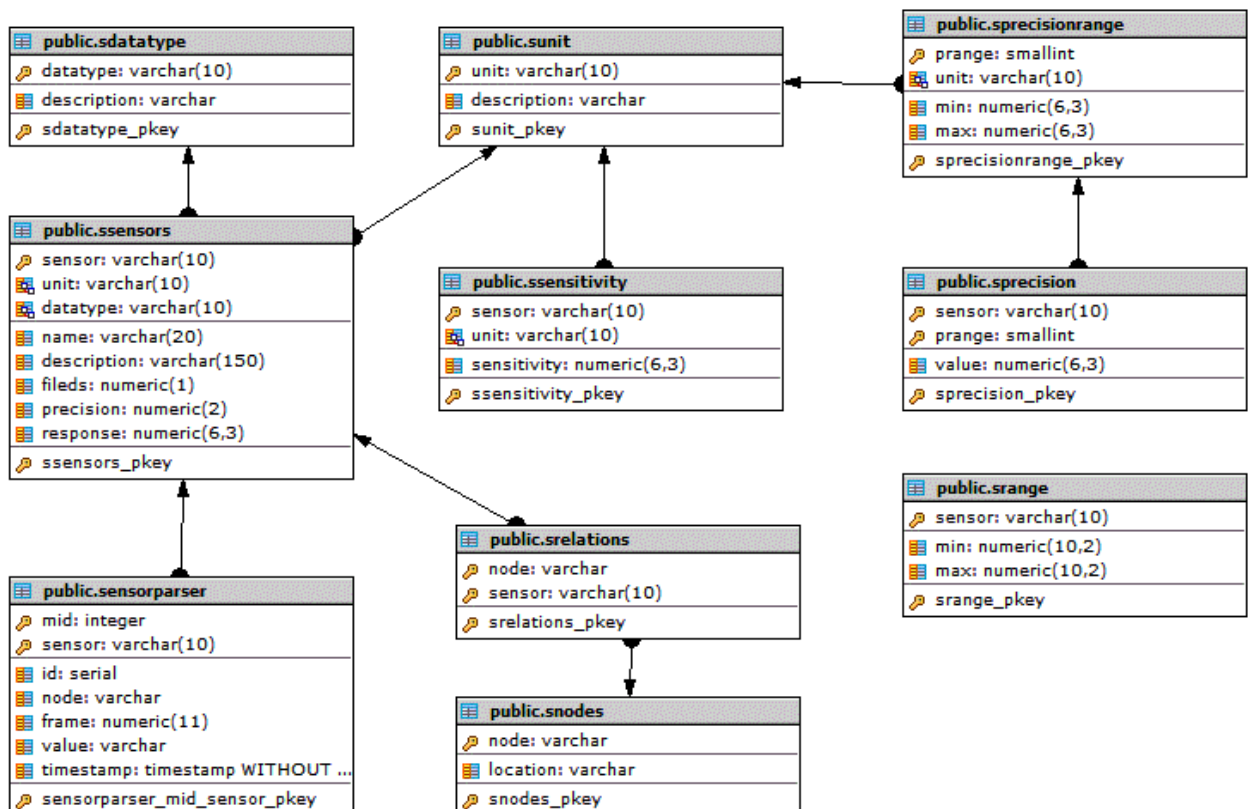 public.sdatatype
datatype: varchar(10)
description: varchar
sdatatype_pkey
public.sunit
unit: varchar(10)
description: varchar
sunit_pkey
public.sprecisionrange
prange: smallint
unit: varchar(10)
min: numeric(6,3)
max: numeric(6,3)
sprecisionrange_pkey
public.ssensors
sensor: varchar(10)
unit: varchar(10)
datatype: varchar(10)
name: varchar(20)
description: varchar(150)
fileds: numeric(1)
precision: numeric(2)
response: numeric(6,3)
ssensors_pkey
public.ssensitivity
sensor: varchar(10)
unit: varchar(10)
sensitivity: numeric(6,3)
ssensitivity_pkey
public.sprecision
sensor: varchar(10)
prange: smallint
value: numeric(6,3)
sprecision_pkey
public.srange
sensor: varchar(10)
min: numeric(10,2)
max: numeric(10,2)
srange_pkey
public.srelations
node: varchar
sensor: varchar(10)
srelations_pkey
public.sensorparser
mid: integer
sensor: varchar(10)
id: serial
node: varchar
frame: numeric(11)
value: varchar
timestamp: timestamp WITHOUT ...
sensorparser_mid_sensor_pkey
public.snodes
node: varchar
location: varchar
snodes_pkey